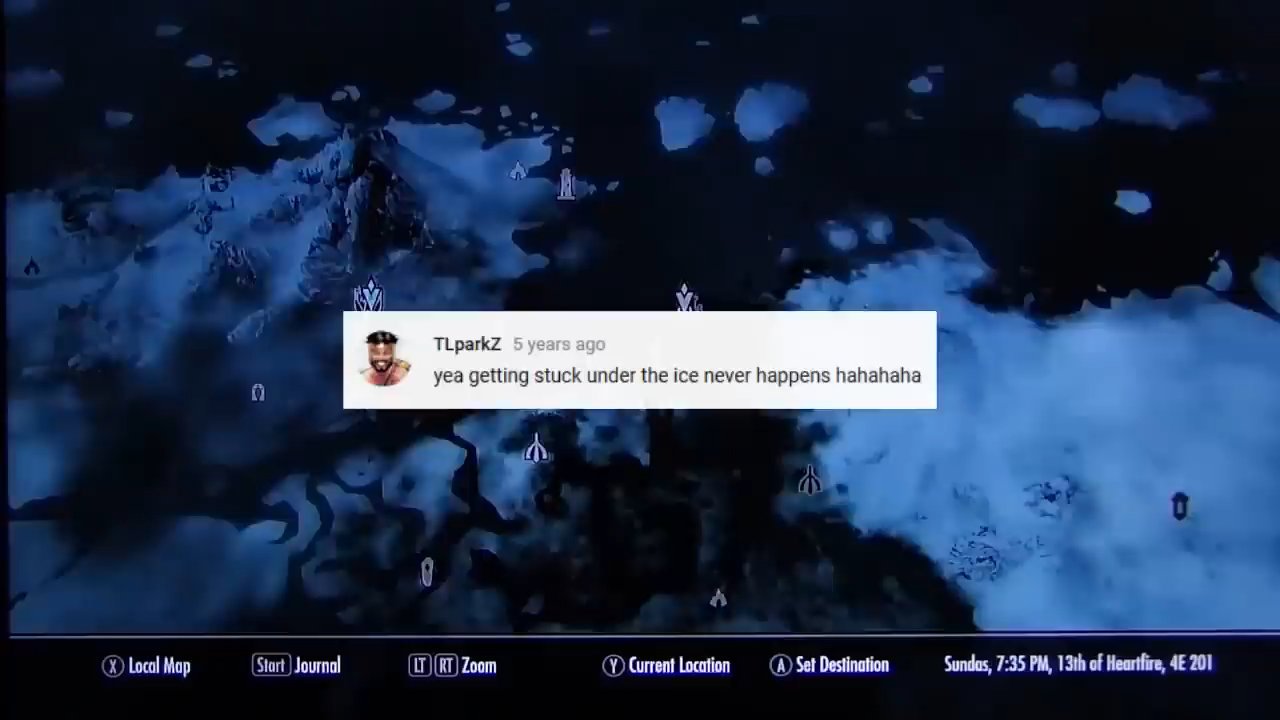 TLparkZ 5 years ago
yea getting stuck under the ice never happens hahahaha
X Local Map Start Journal LT RT Zoom Y Current Location A Set Destination Sundas, 7:35 PM, 13th of Heartfire, 4E 201